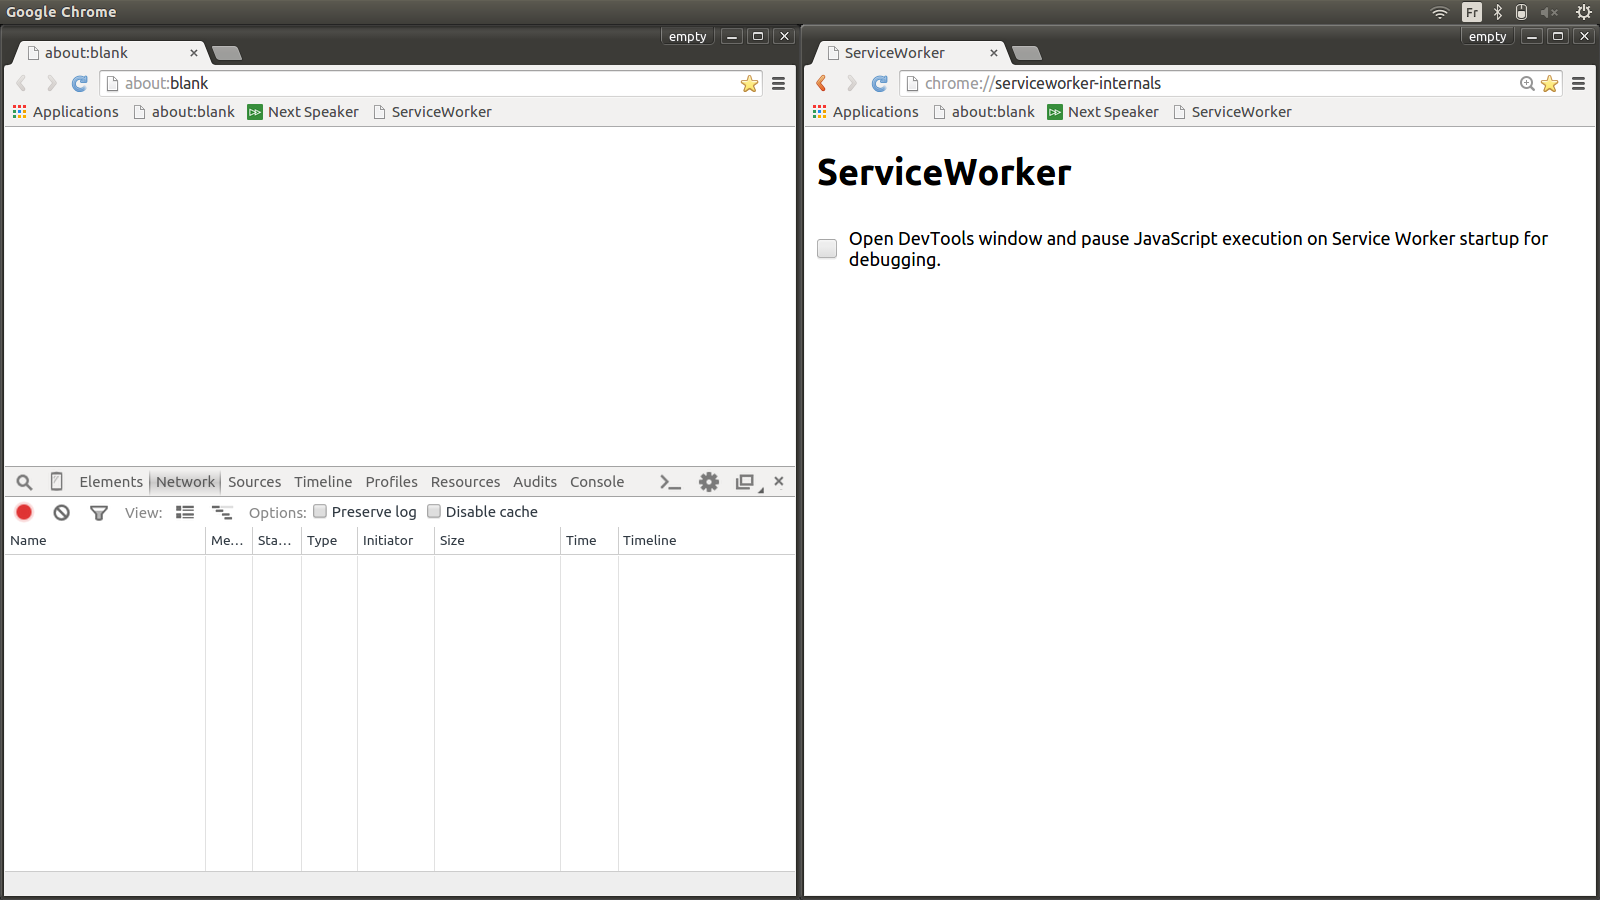 Google Chrome
Fr
empty
about:blank
about:blank
Applications about:blank Next Speaker ServiceWorker
Elements Network Sources Timeline Profiles Resources Audits Console
View: Options: Preserve log Disable cache
Name Me... Sta... Type Initiator Size Time Timeline
empty
ServiceWorker
chrome://serviceworker-internals
Applications about:blank Next Speaker ServiceWorker
ServiceWorker
Open DevTools window and pause JavaScript execution on Service Worker startup for
debugging.